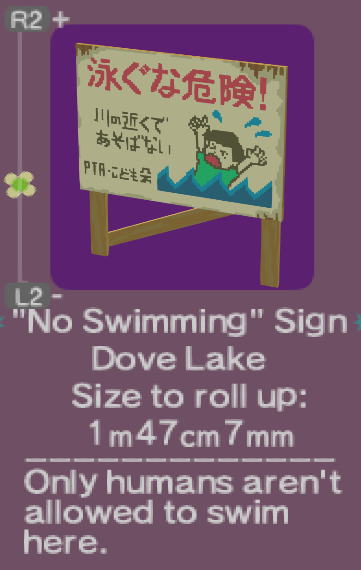 R2 +
泳ぐな危険!
川の近くで
あそばない
PTA・こども会
L2 -
"No Swimming" Sign
Dove Lake
Size to roll up:
1m47cm7mm
Only humans aren't
allowed to swim
here.